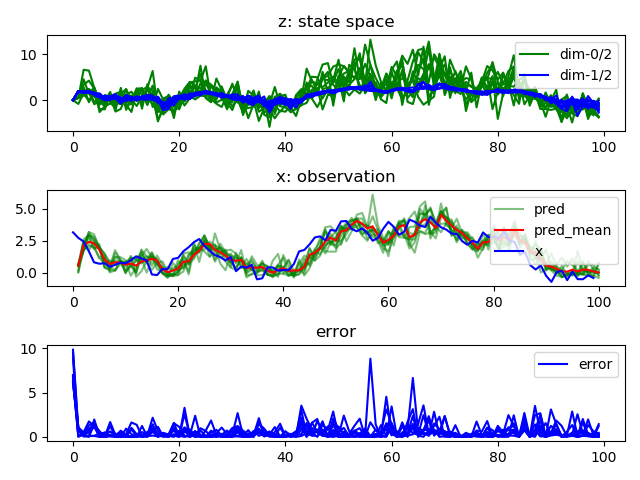 z: state space
10
0
dim-0/2
dim-1/2
0 20 40 60 80 100
x: observation
5.0
2.5
0.0
pred
pred_mean
x
0 20 40 60 80 100
error
10
5
0
error
0 20 40 60 80 100